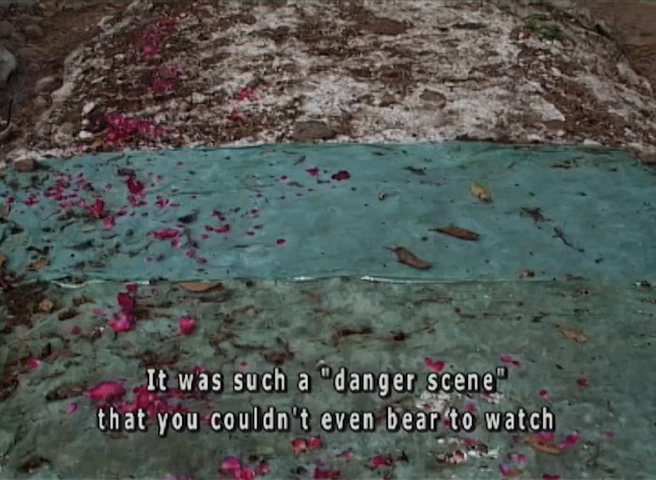 It was such a "danger scene"
that you couldn't even bear to watch